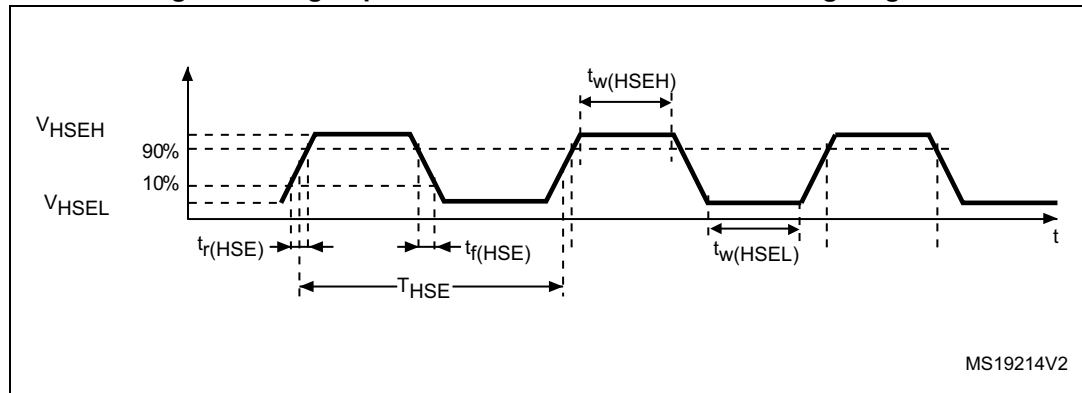 tw(HSEH)
VHSEH
90%
10%
VHSEL
tr(HSE)
tf(HSE)
tw(HSEL)
t
THSE
MS19214V2